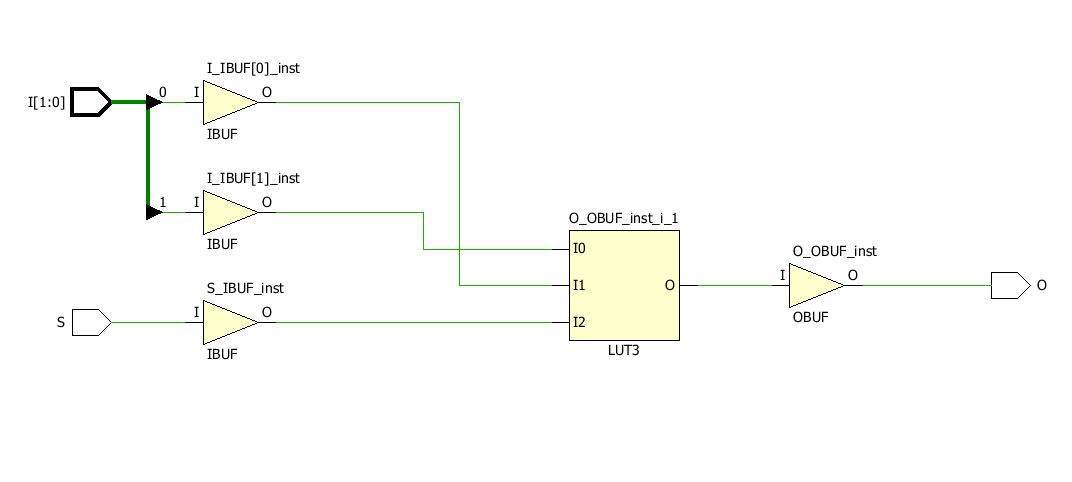 I_IBUF[0]_inst
I[1:0]
0
I
O
IBUF
I_IBUF[1]_inst
1
I
O
IBUF
S_IBUF_inst
S
I
O
IBUF
O_OBUF_inst_i_1
I0
I1
I2
O
LUT3
O_OBUF_inst
I
O
OBUF
O